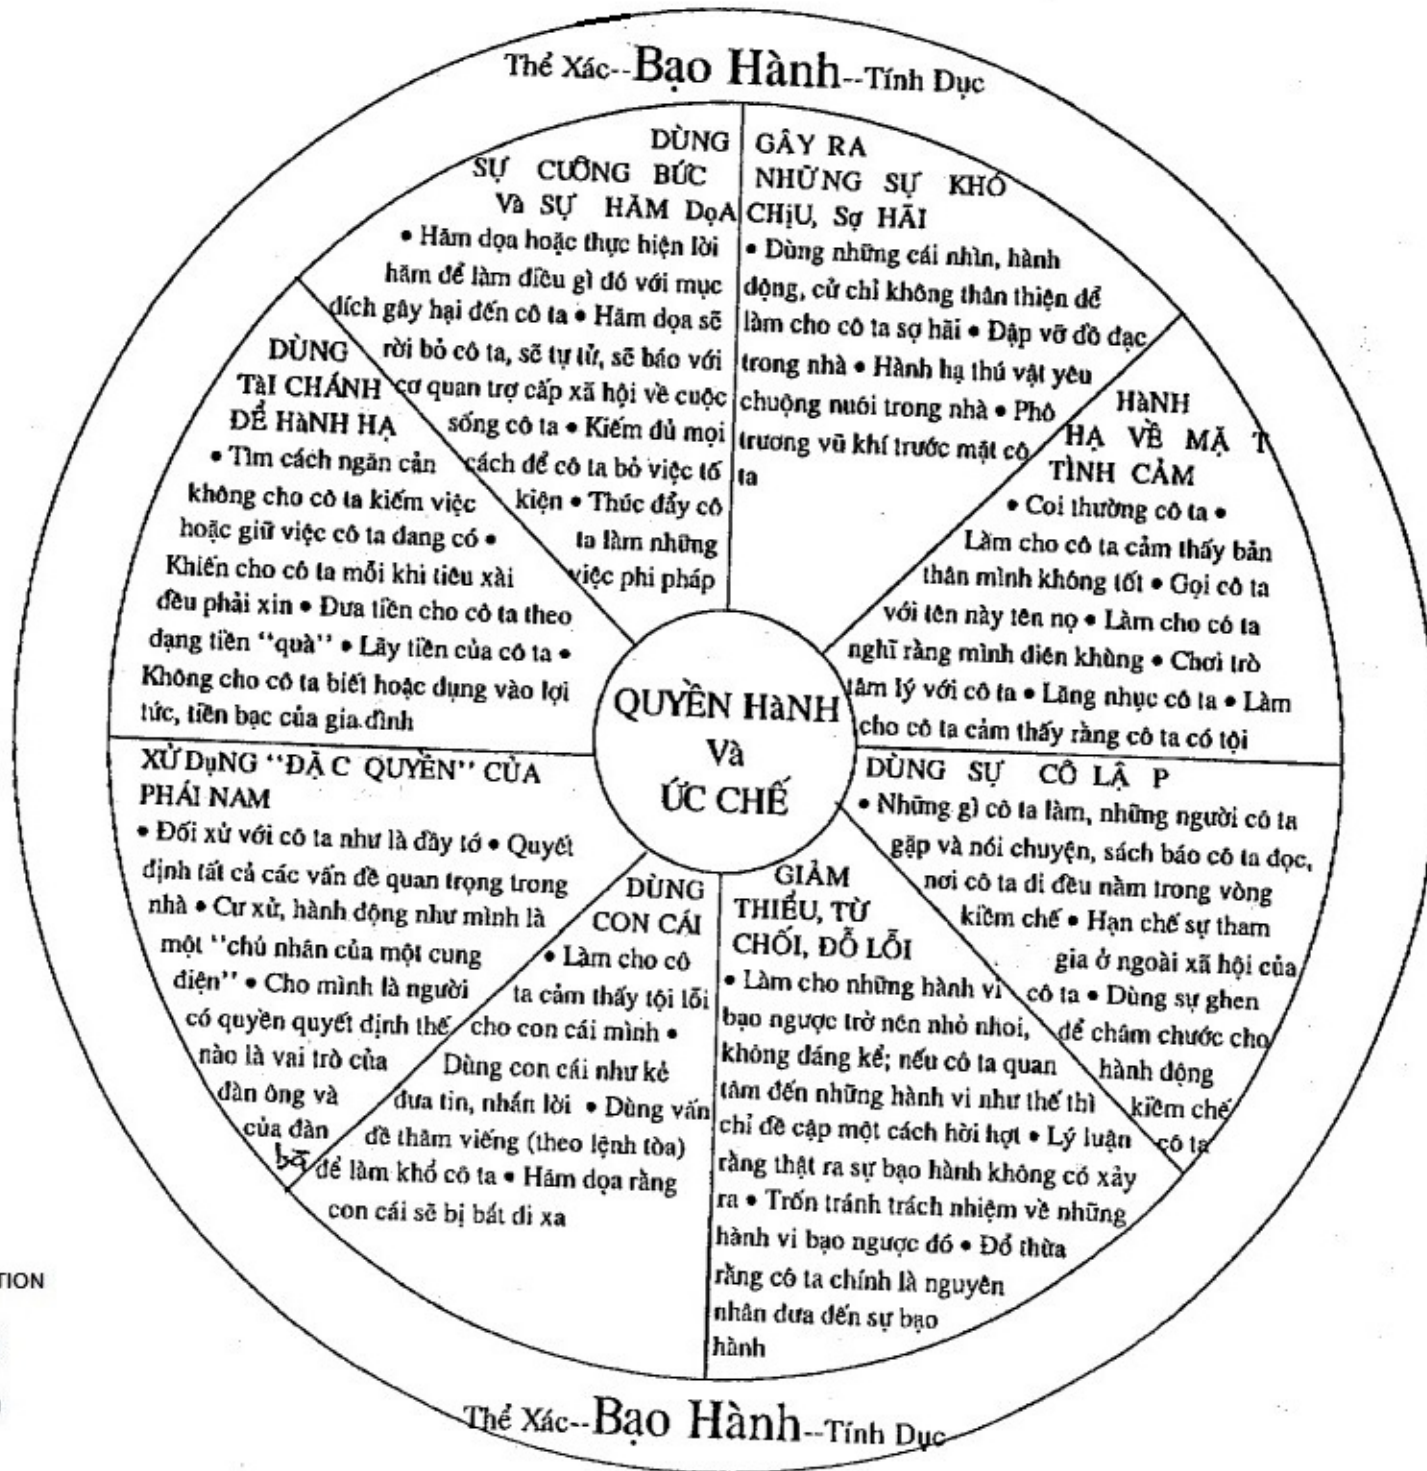 Thể Xác--Bạo Hành--Tính Dục
DÙNG
SỰ CƯỠNG BỨC
Và SỰ HĂM DọA
• Hăm dọa hoặc thực hiện lời
hăm để làm điều gì đó với mục
đích gây hại đến cô ta • Hăm dọa sẽ
rời bỏ cô ta, sẽ tự tử, sẽ báo với
cơ quan trợ cấp xã hội về cuộc
sống cô ta • Kiếm đủ mọi
cách để cô ta bỏ việc tố
kiện • Thúc đẩy cô
ta làm những
việc phi pháp
GÂY RA
NHỮNG SỰ KHÓ
CHịU, Sợ HÃI
• Dùng những cái nhìn, hành
động, cử chỉ không thân thiện để
làm cho cô ta sợ hãi • Đập vỡ đồ đạc
trong nhà • Hành hạ thú vật yêu
chuộng nuôi trong nhà • Phô
trương vũ khí trước mặt cô
ta
HàNH
HẠ VỀ MẶ T
TÌNH CẢM
• Coi thường cô ta •
Làm cho cô ta cảm thấy bản
thân mình không tốt • Gọi cô ta
với tên này tên nọ • Làm cho cô ta
nghĩ rằng mình điên khùng • Chơi trò
tâm lý với cô ta • Lăng nhục cô ta • Làm
cho cô ta cảm thấy rằng cô ta có tội
DÙNG SỰ CÔ LẬ P
• Những gì cô ta làm, những người cô ta
gặp và nói chuyện, sách báo cô ta đọc,
nơi cô ta đi đều nằm trong vòng
kiềm chế • Hạn chế sự tham
gia ở ngoài xã hội của
cô ta • Dùng sự ghen
để châm chước cho
hành động
kiềm chế
cô ta
GIẢM
THIỂU, TỪ
CHỐI, ĐỖ LỖI
• Làm cho những hành vi
bạo ngược trở nên nhỏ nhoi,
không đáng kể; nếu cô ta quan
tâm đến những hành vi như thế thì
chỉ đề cập một cách hời hợt • Lý luận
rằng thật ra sự bạo hành không có xảy
ra • Trốn tránh trách nhiệm về những
hành vi bạo ngược đó • Đổ thừa
rằng cô ta chính là nguyên
nhân đưa đến sự bạo
hành
DÙNG
CON CÁI
• Làm cho cô
ta cảm thấy tội lỗi
cho con cái mình •
Dùng con cái như kẻ
đưa tin, nhắn lời • Dùng vấn
đề thăm viếng (theo lệnh tòa)
để làm khổ cô ta • Hăm dọa rằng
con cái sẽ bị bắt đi xa
XỬ DụNG “ĐẶ C QUYỀN” CỦA
PHÁI NAM
• Đối xử với cô ta như là đầy tớ • Quyết
định tất cả các vấn đề quan trọng trong
nhà • Cư xử, hành động như mình là
một “chủ nhân của một cung
điện” • Cho mình là người
có quyền quyết định thế
nào là vai trò của
đàn ông và
của đàn
bà
DÙNG
TàI CHÁNH
ĐỂ HàNH HẠ
• Tìm cách ngăn cản
không cho cô ta kiếm việc
hoặc giữ việc cô ta đang có •
Khiến cho cô ta mỗi khi tiêu xài
đều phải xin • Đưa tiền cho cô ta theo
dạng tiền “quà” • Lấy tiền của cô ta •
Không cho cô ta biết hoặc dụng vào lợi
tức, tiền bạc của gia đình
QUYỀN HàNH
Và
ỨC CHẾ
TION
Thể Xác--Bạo Hành--Tính Dục